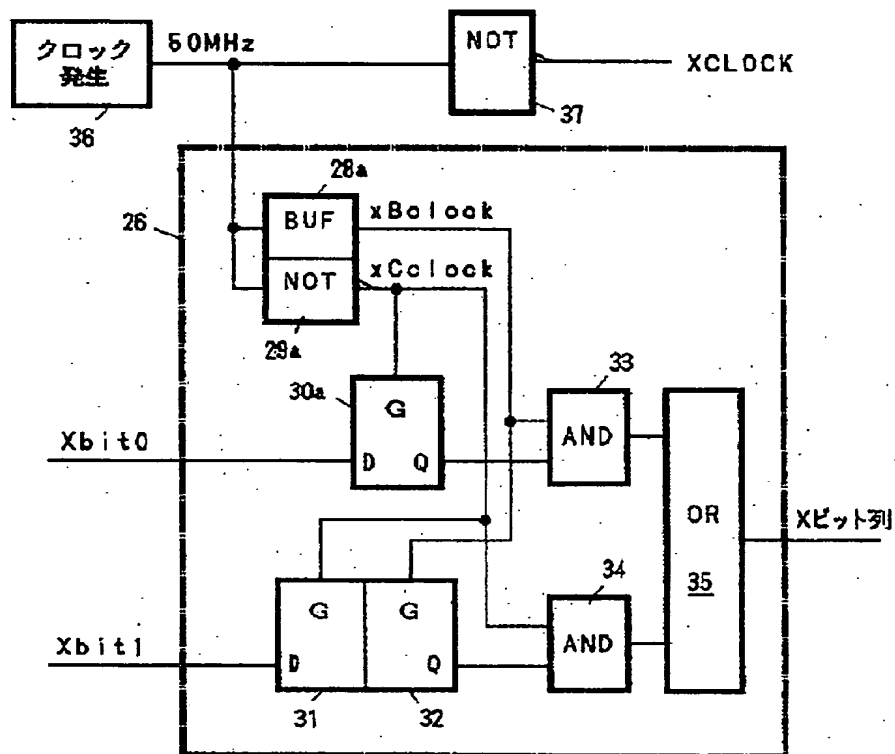 クロック
発生
50MHz
NOT
XCLOCK
36
37
28a
26
BUF
xBclock
NOT
xCclock
29a
30a
G
33
AND
Xbit0
D
Q
OR
Xビット列
35
34
G
G
AND
Xbit1
D
Q
31
32